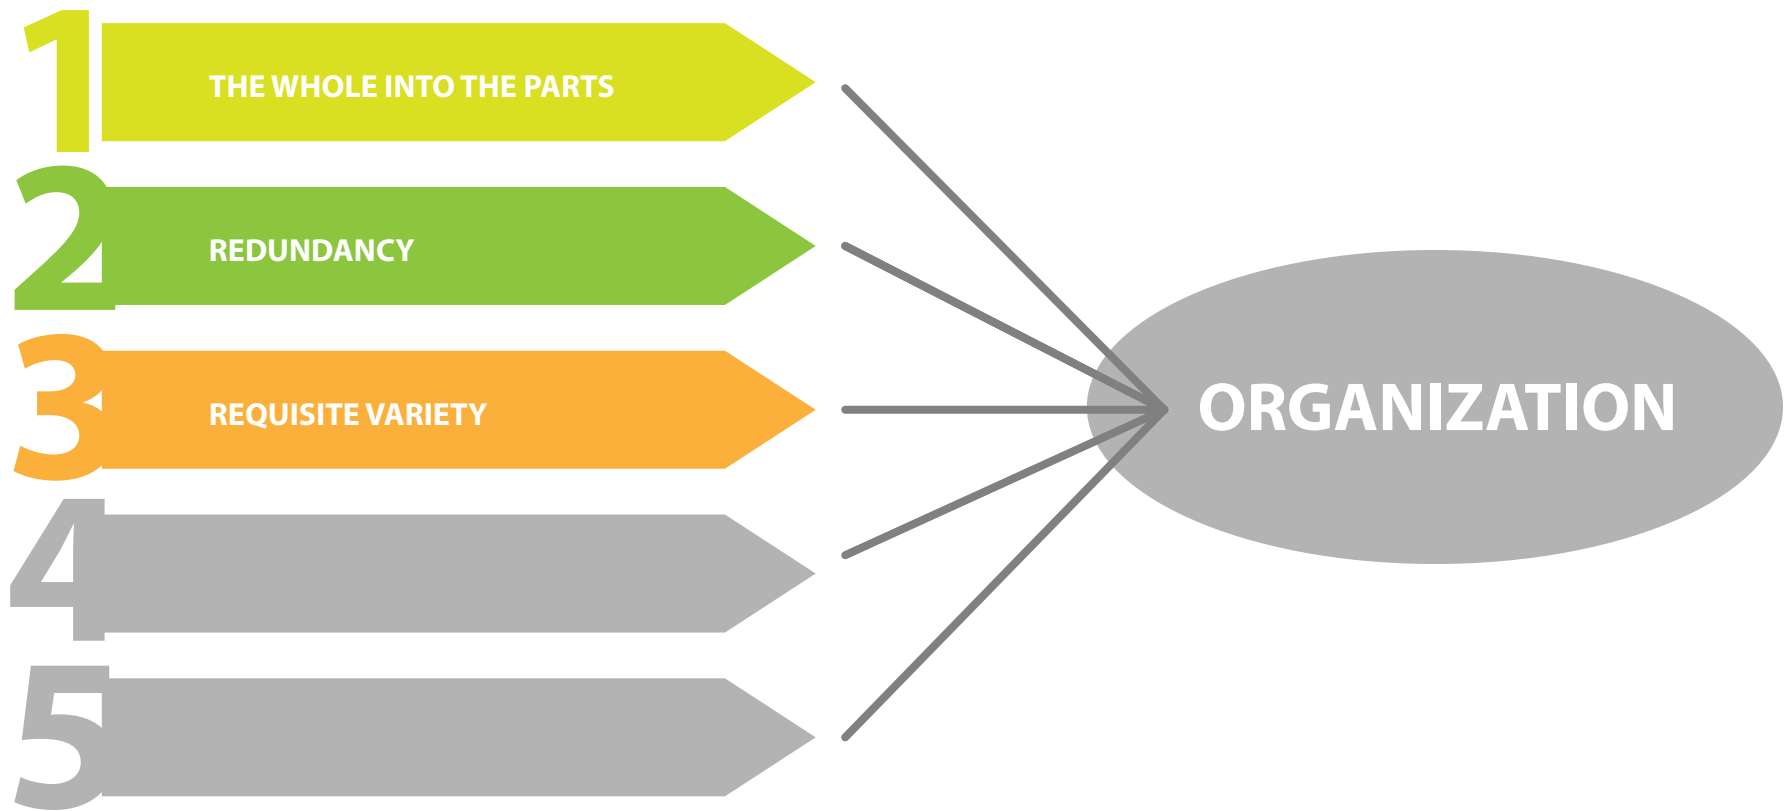 1
THE WHOLE INTO THE PARTS
2
REDUNDANCY
3
REQUISITE VARIETY
4
5
ORGANIZATION